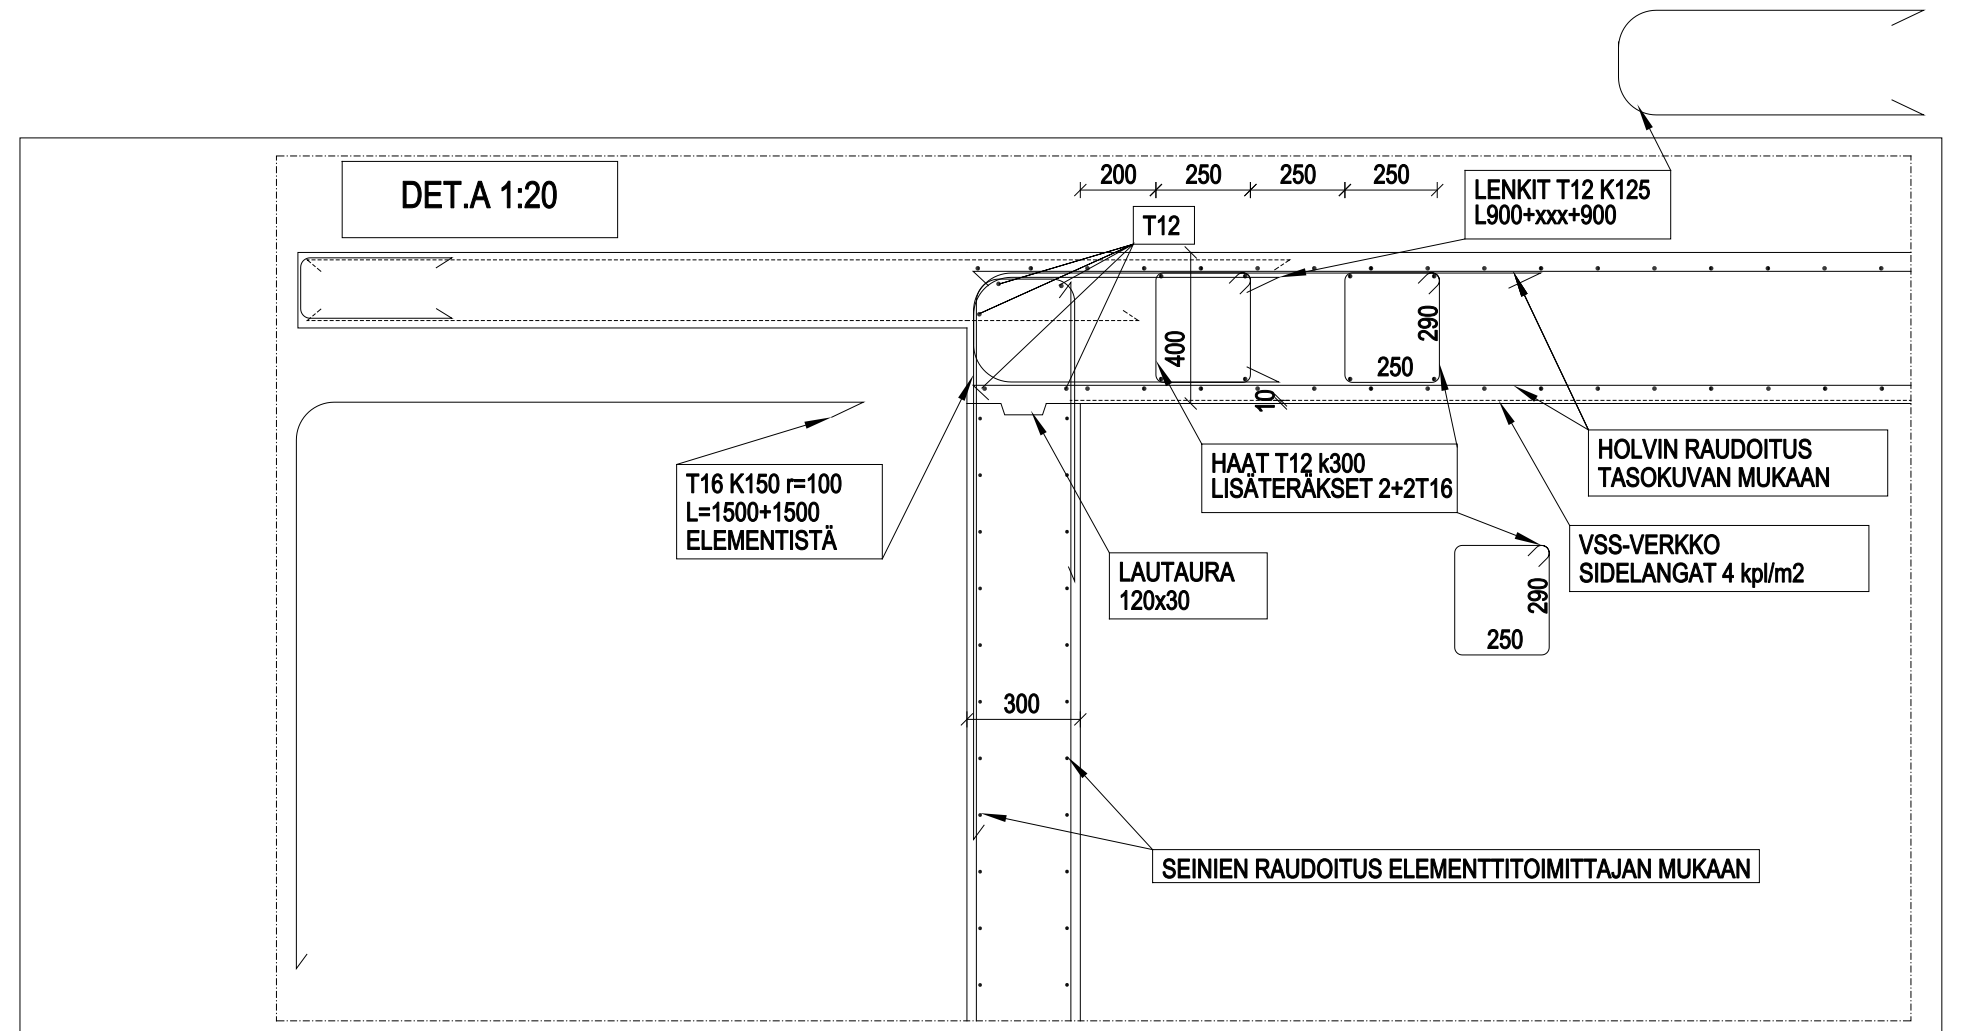 DET.A 1:20
200
250
250
250
LENKIT T12 K125
L900+xxx+900
T12
400
290
250
10
T16 K150 r=100
L=1500+1500
ELEMENTISTÄ
HAAT T12 k300
LISÄTERÄKSET 2+2T16
HOLVIN RAUDOITUS
TASOKUVAN MUKAAN
LAUTAURA
120x30
VSS-VERKKO
SIDELANGAT 4 kpl/m2
290
250
300
SEINIEN RAUDOITUS ELEMENTTITOIMITTAJAN MUKAAN